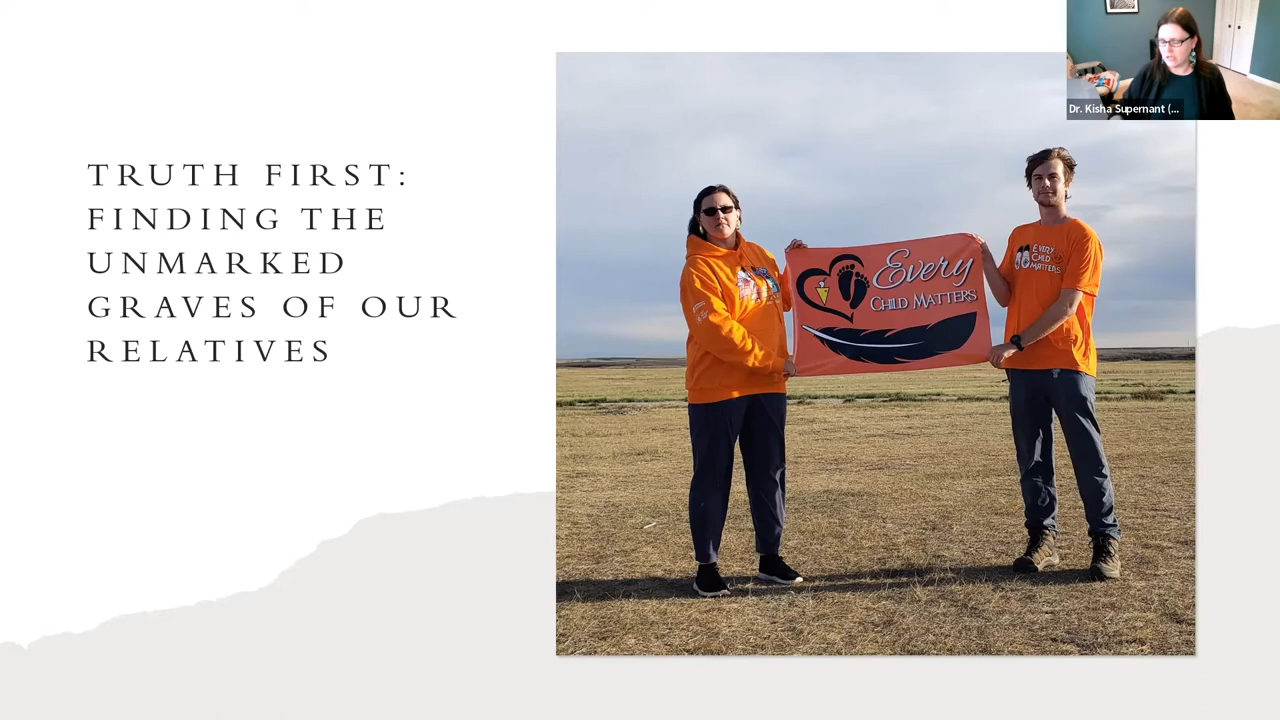 TRUTH FIRST:
FINDING THE
UNMARKED
GRAVES OF OUR
RELATIVES
Every
CHILD MATTERS
EVERY
CHILD
MATTERS
Dr. Kisha Supernant (...